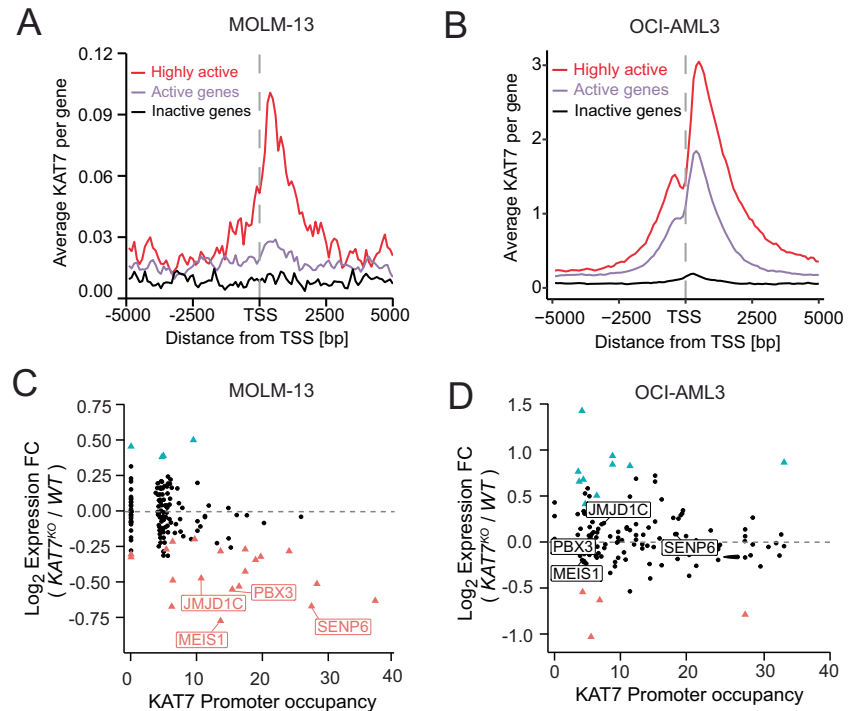 A
MOLM-13
Average KAT7 per gene
0.12
0.09
0.06
0.03
0.00
Highly active
Active genes
Inactive genes
-5000
-2500
TSS
2500
5000
Distance from TSS [bp]
B
OCI-AML3
Average KAT7 per gene
3
2
1
0
Highly active
Active genes
Inactive genes
−5000
−2500
TSS
2500
5000
Distance from TSS [bp]
C
MOLM-13
Log2 Expression FC
( KAT7KO / WT )
0.75
0.50
0.25
0.00
-0.25
-0.50
-0.75
JMJD1C
PBX3
MEIS1
SENP6
0
10
20
30
40
KAT7 Promoter occupancy
D
OCI-AML3
Log2 Expression FC
( KAT7KO / WT )
1.5
1.0
0.5
0.0
-0.5
-1.0
JMJD1C
PBX3
SENP6
MEIS1
0
10
20
30
40
KAT7 Promoter occupancy